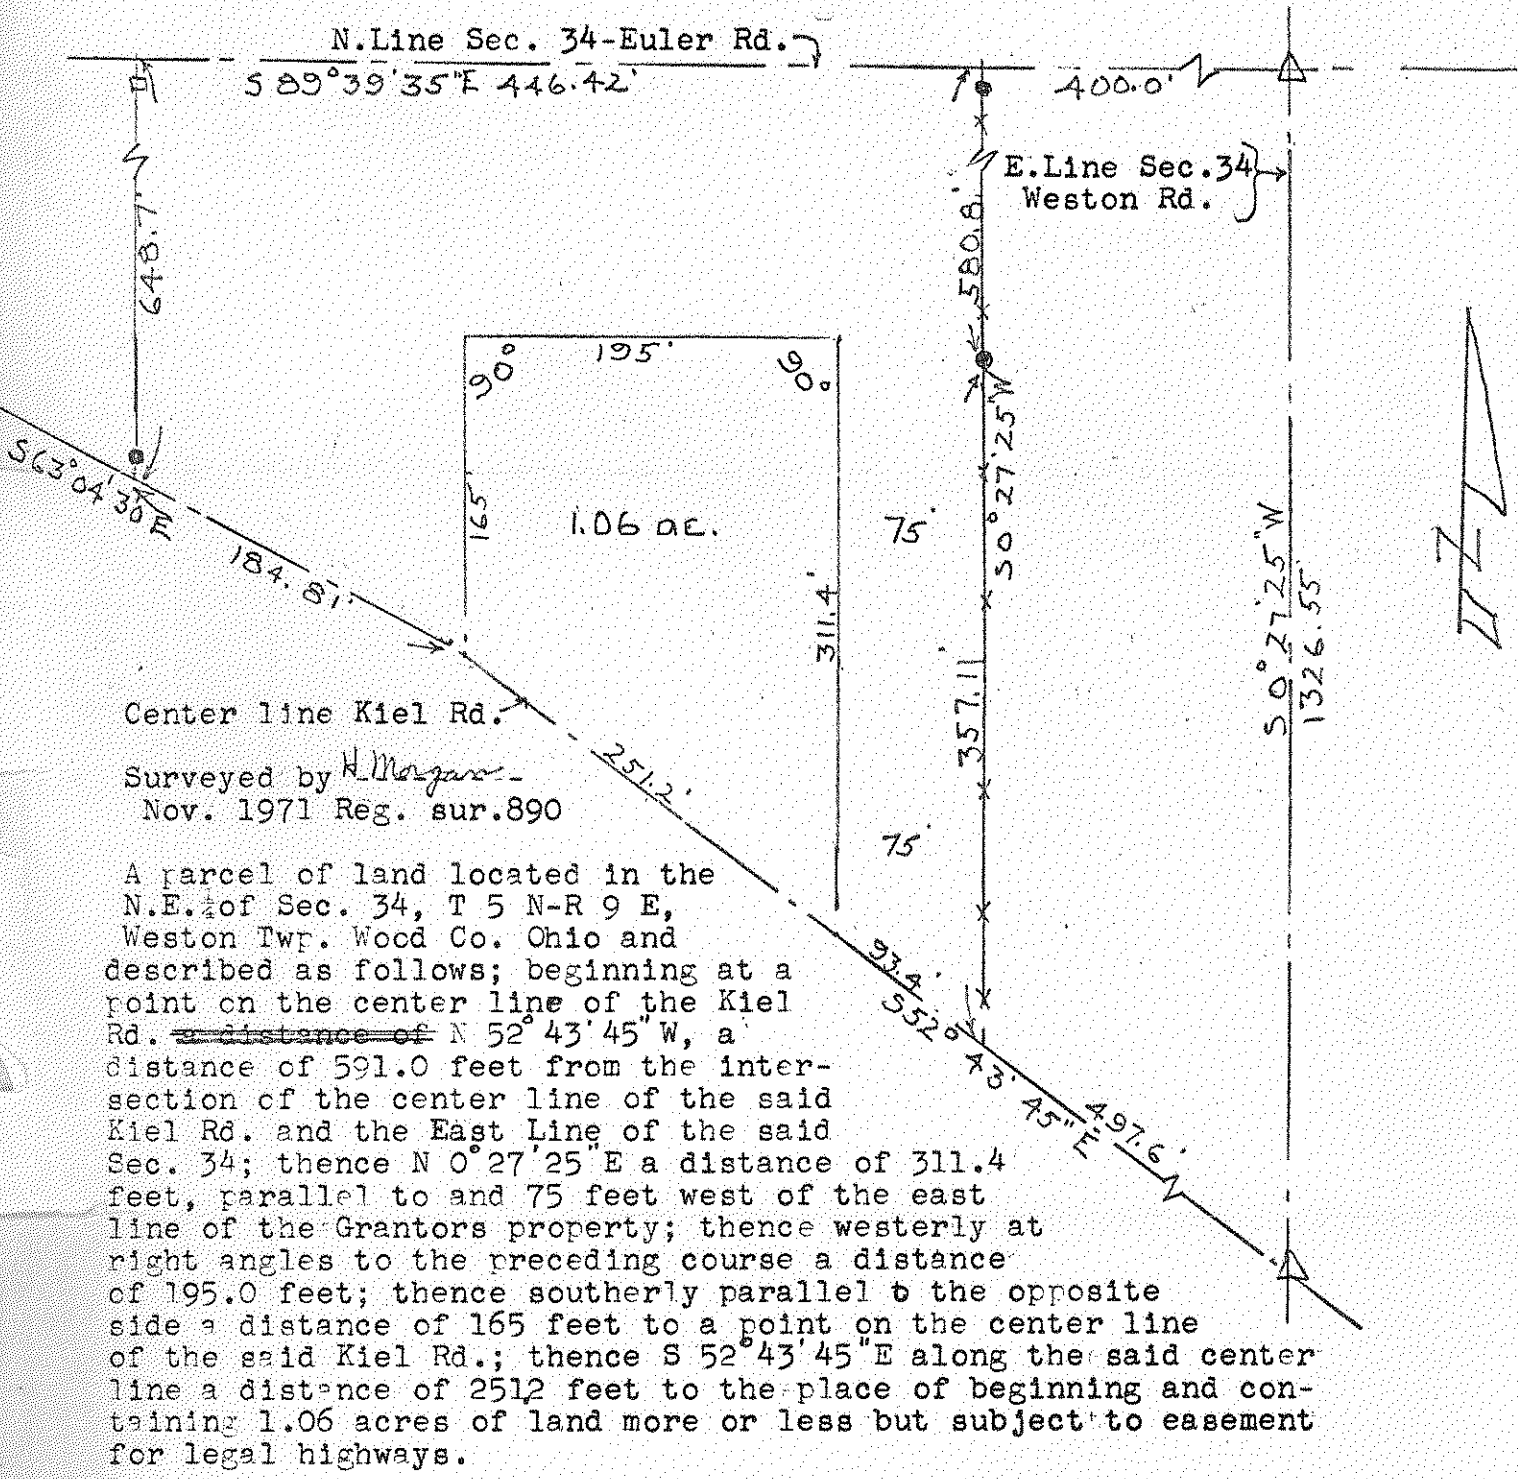 N.Line Sec. 34-Euler Rd.
S 89°39'35"E 446.42'
400.0'
E.Line Sec.34
Weston Rd.
648.7'
580.8'
195'
90°
90°
S63°04'30"E
184.81'
165'
1.06 ac.
311.4'
75'
S0°27'25"W
S 0°27'25"W
1326.55
N
357.11
Center line Kiel Rd.
251.2'
Surveyed by H. Morgan
Nov. 1971 Reg. sur.890
75'
93.4'
S52°43'45"E
497.6'
A parcel of land located in the
N.E.¼of Sec. 34, T 5 N-R 9 E,
Weston Twp. Wood Co. Ohio and
described as follows; beginning at a
point on the center line of the Kiel
Rd. a distance of N 52°43'45"W, a
distance of 591.0 feet from the inter-
section of the center line of the said
Kiel Rd. and the East Line of the said
Sec. 34; thence N 0°27'25"E a distance of 311.4
feet, parallel to and 75 feet west of the east
line of the Grantors property; thence westerly at
right angles to the preceding course a distance
of 195.0 feet; thence southerly parallel to the opposite
side a distance of 165 feet to a point on the center line
of the said Kiel Rd.; thence S 52°43'45"E along the said center
line a distance of 251.2 feet to the place of beginning and con-
taining 1.06 acres of land more or less but subject to easement
for legal highways.